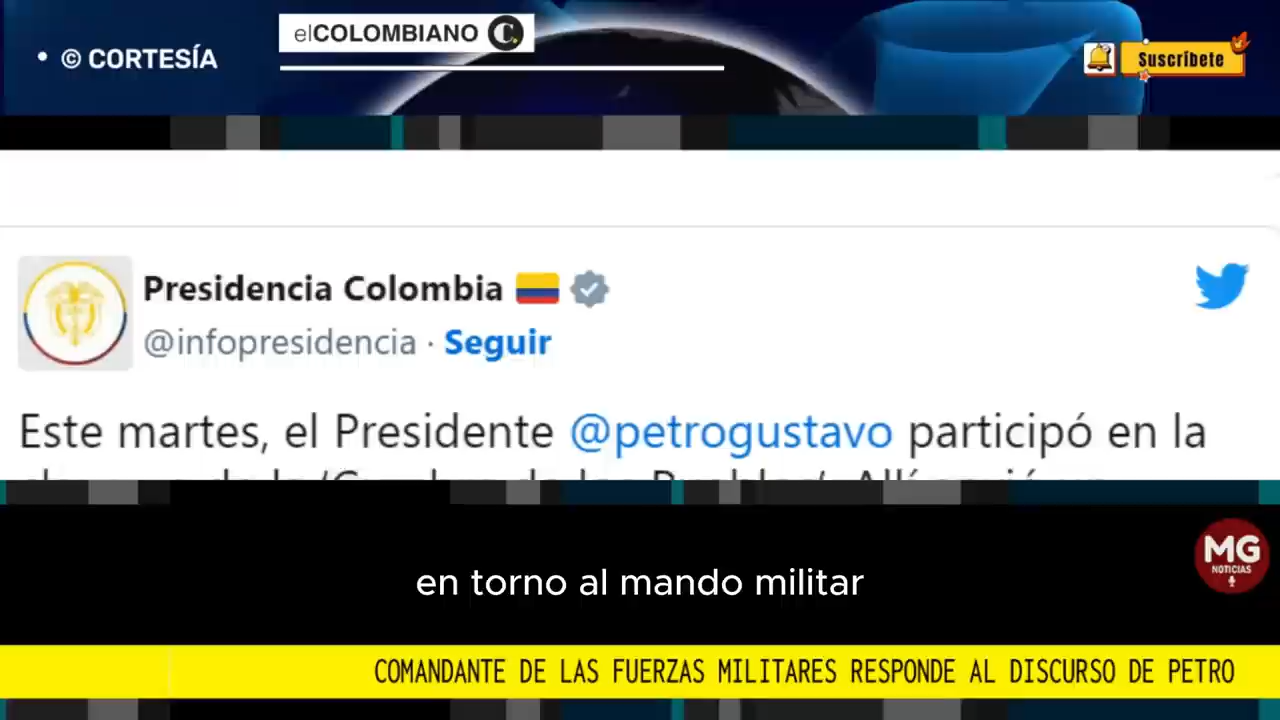 elCOLOMBIANO C.
• © CORTESÍA
Suscríbete
Presidencia Colombia
@infopresidencia · Seguir
Este martes, el Presidente @petrogustavo participó en la
en torno al mando militar
MG
NOTICIAS
COMANDANTE DE LAS FUERZAS MILITARES RESPONDE AL DISCURSO DE PETRO